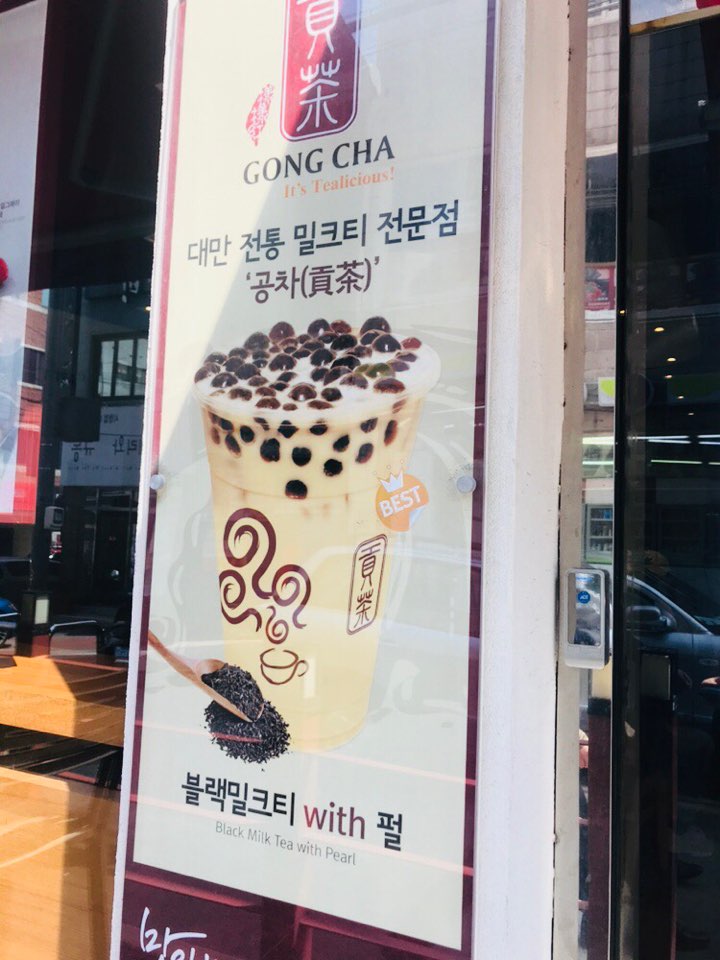 貢茶
GONG CHA
It's Tealicious!
대만 전통 밀크티 전문점
‘공차(貢茶)’
BEST
貢茶
블랙밀크티 with 펄
Black Milk Tea with Pearl